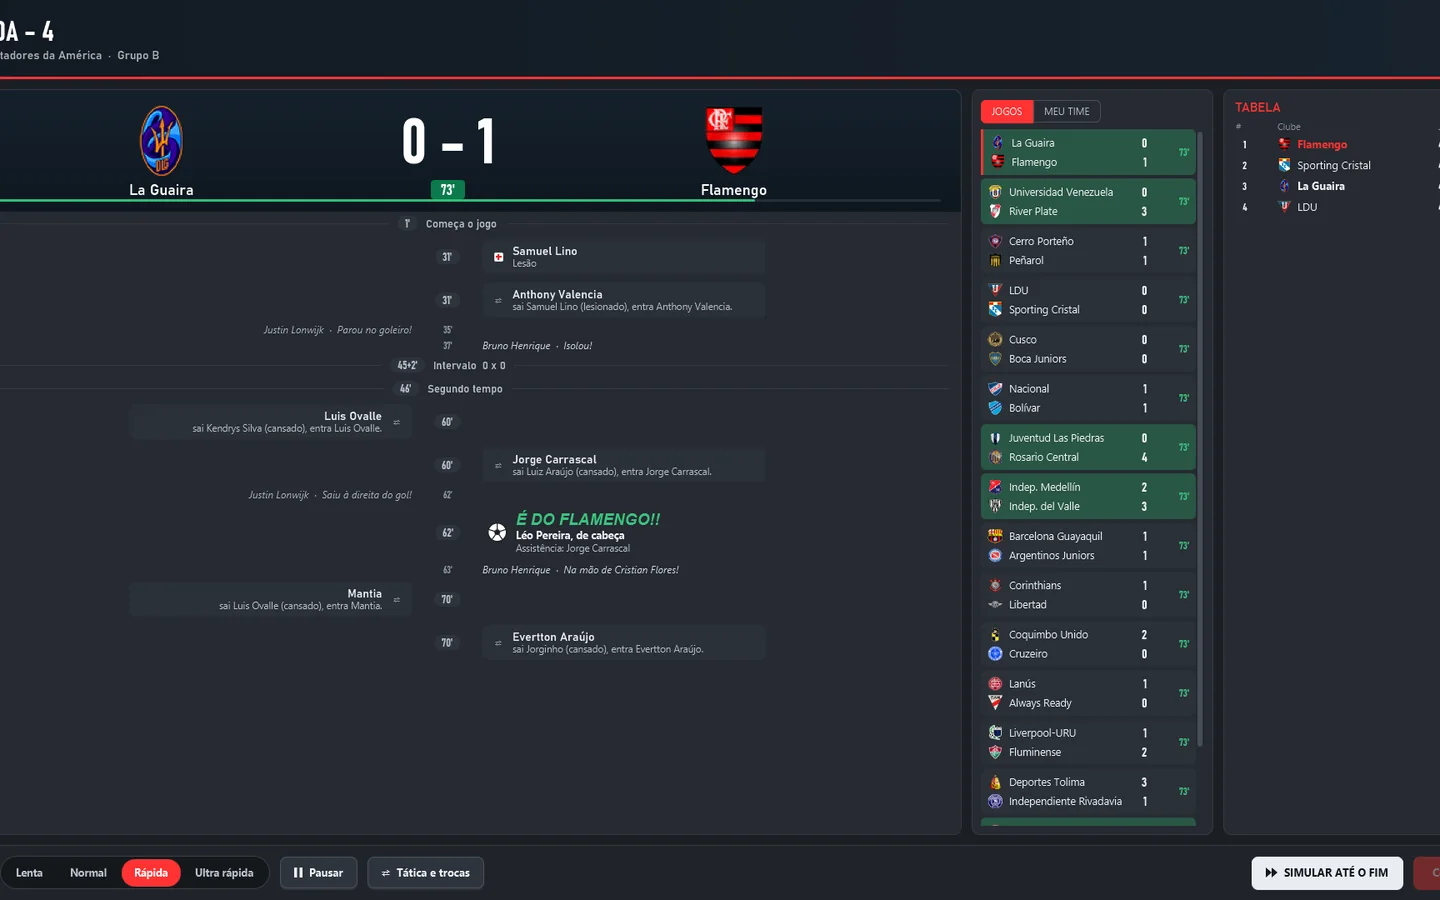 DA – 4
tadores da América · Grupo B
La Guaira
0 – 1
73'
Flamengo
1' Começa o jogo
31' Samuel Lino
Lesão
31' Anthony Valencia
sai Samuel Lino (lesionado), entra Anthony Valencia.
Justin Lonwijk · Parou no goleiro! 35'
37' Bruno Henrique · Isolou!
45+2' Intervalo 0 x 0
46' Segundo tempo
Luis Ovalle 60'
sai Kendrys Silva (cansado), entra Luis Ovalle.
60' Jorge Carrascal
sai Luiz Araújo (cansado), entra Jorge Carrascal.
Justin Lonwijk · Saiu à direita do gol! 62'
62' É DO FLAMENGO!!
Léo Pereira, de cabeça
Assistência: Jorge Carrascal
63' Bruno Henrique · Na mão de Cristian Flores!
Mantia 70'
sai Luis Ovalle (cansado), entra Mantia.
70' Evertton Araújo
sai Jorginho (cansado), entra Evertton Araújo.
JOGOS MEU TIME
La Guaira 0
73'
Flamengo 1
Universidad Venezuela 0
73'
River Plate 3
Cerro Porteño 1
73'
Peñarol 1
LDU 0
73'
Sporting Cristal 0
Cusco 0
73'
Boca Juniors 0
Nacional 1
73'
Bolívar 1
Juventud Las Piedras 0
73'
Rosario Central 4
Indep. Medellín 2
73'
Indep. del Valle 3
Barcelona Guayaquil 1
73'
Argentinos Juniors 1
Corinthians 1
73'
Libertad 0
Coquimbo Unido 2
73'
Cruzeiro 0
Lanús 1
73'
Always Ready 0
Liverpool-URU 1
73'
Fluminense 2
Deportes Tolima 3
73'
Independiente Rivadavia 1
TABELA
# Clube
1 Flamengo
2 Sporting Cristal
3 La Guaira
4 LDU
Lenta Normal Rápida Ultra rápida Pausar Tática e trocas SIMULAR ATÉ O FIM